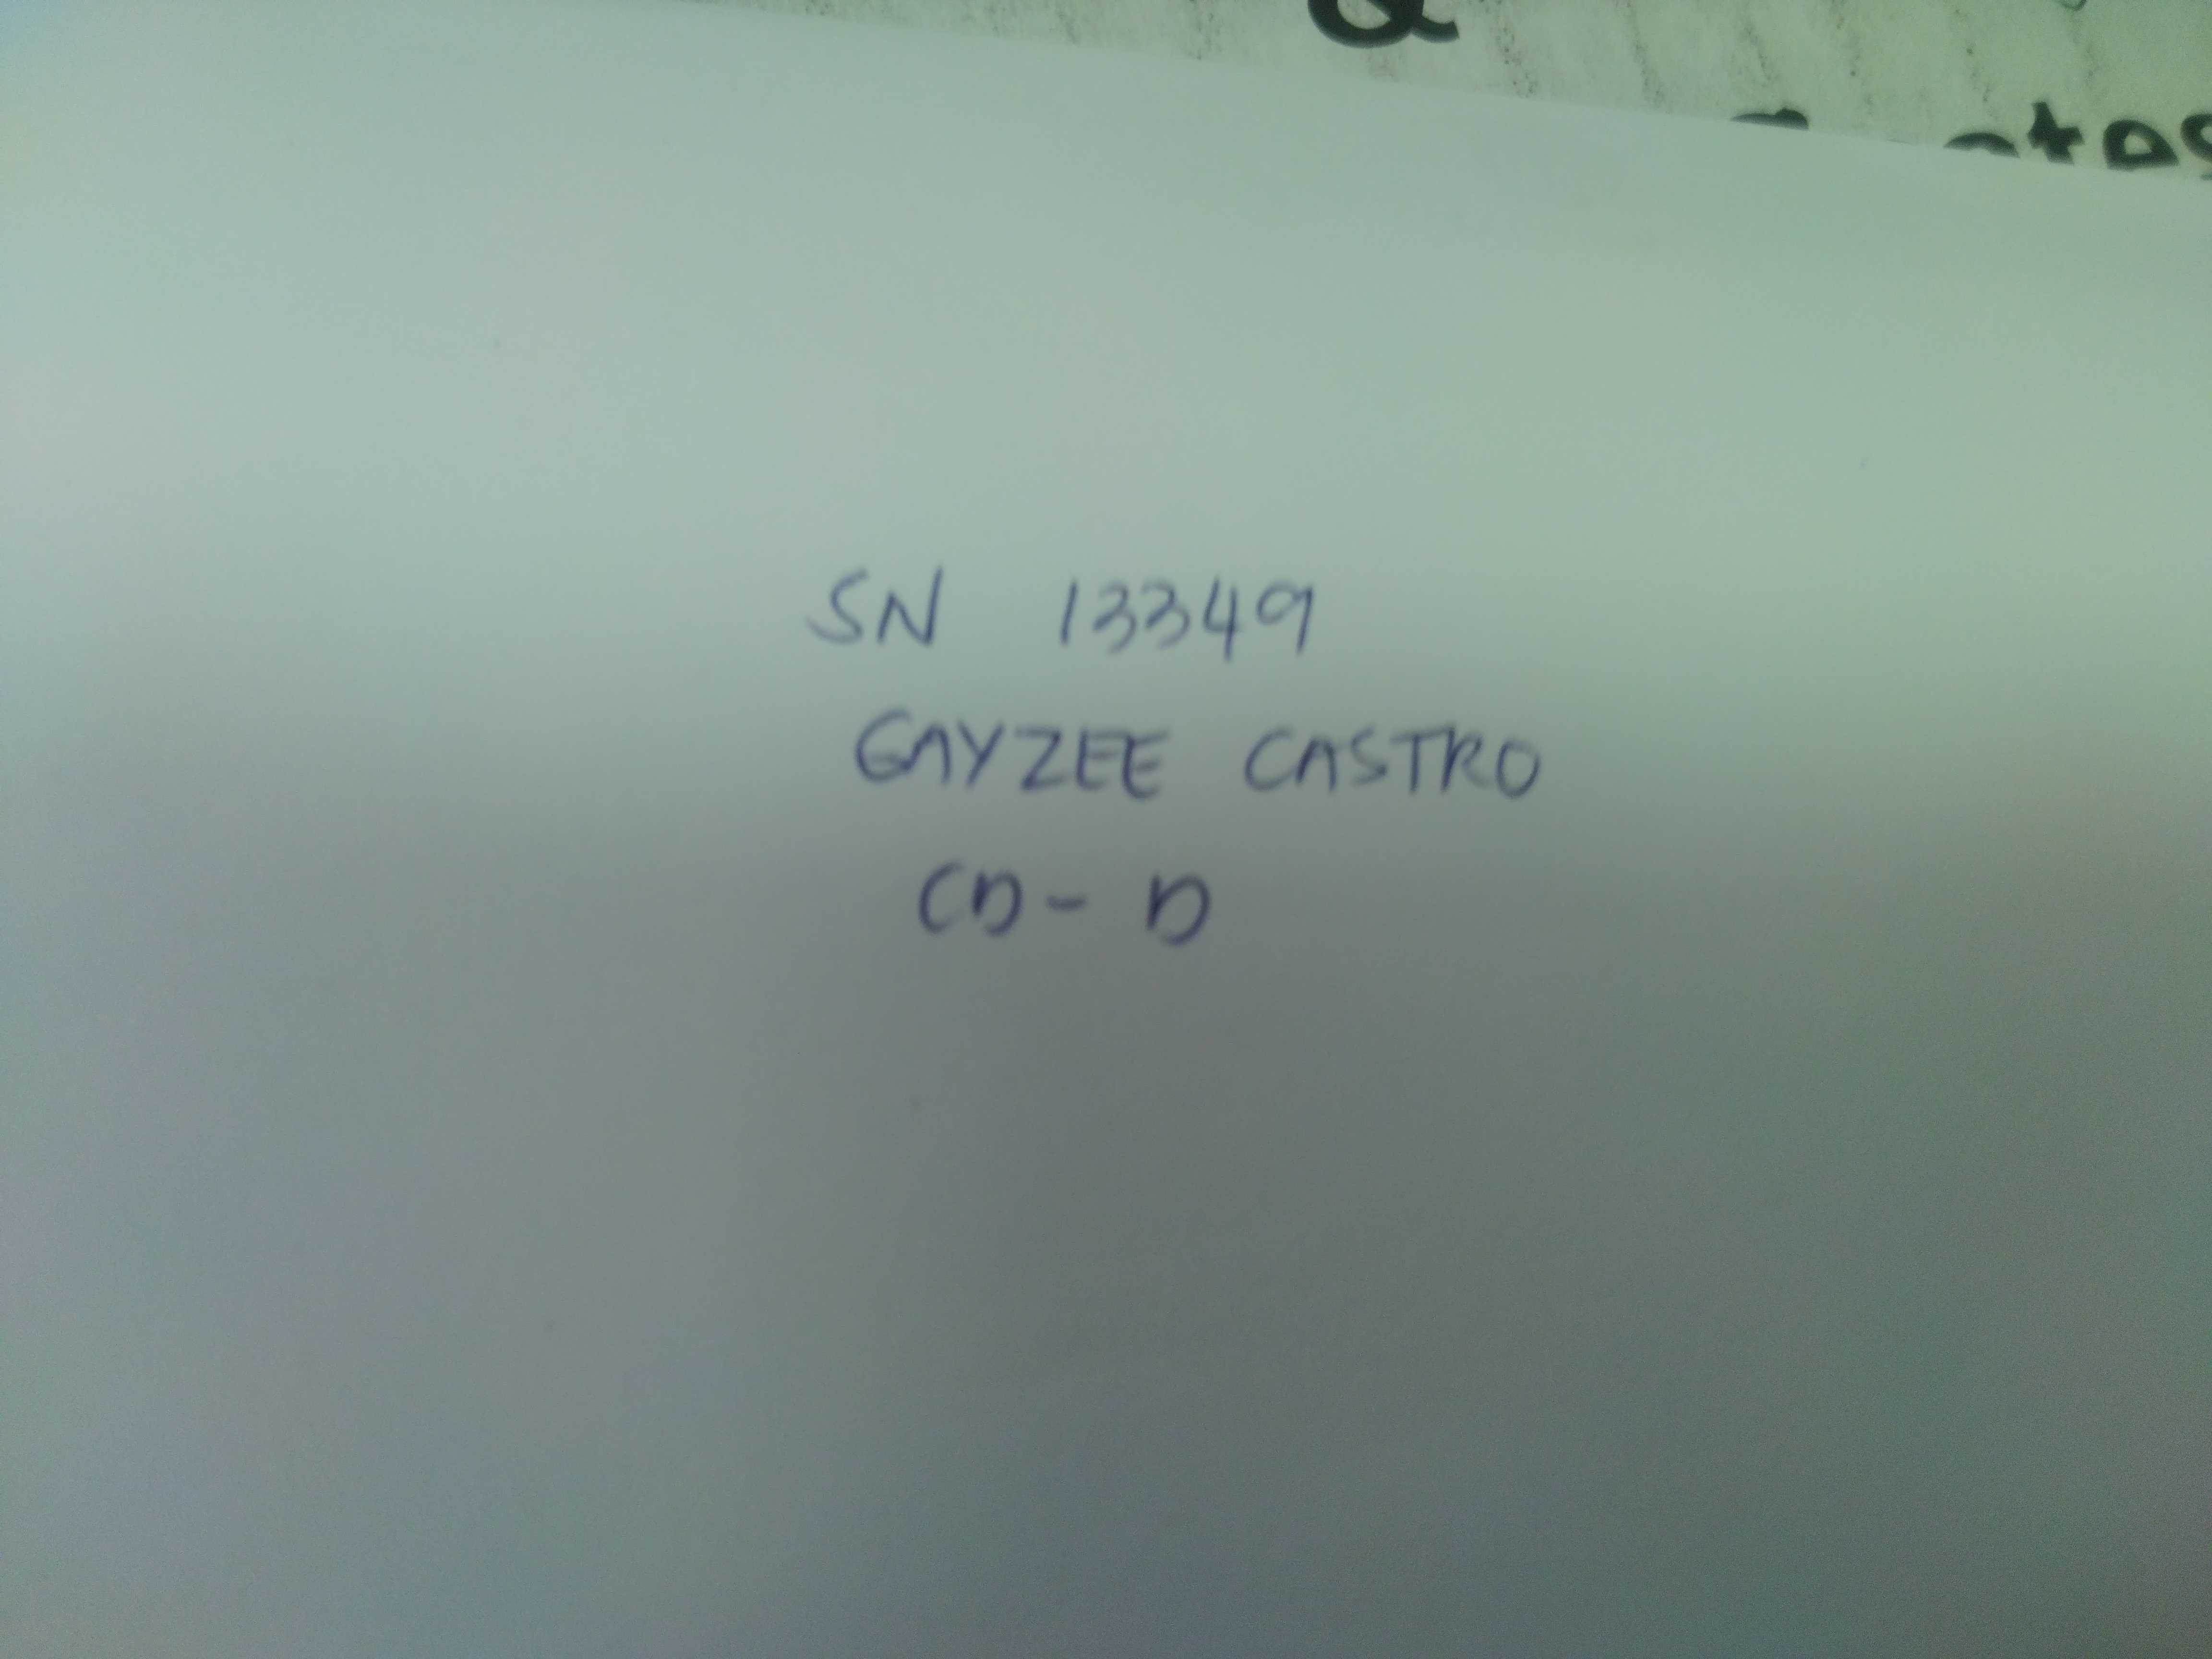 SN 13349
GAYZEE CASTRO
CD - D